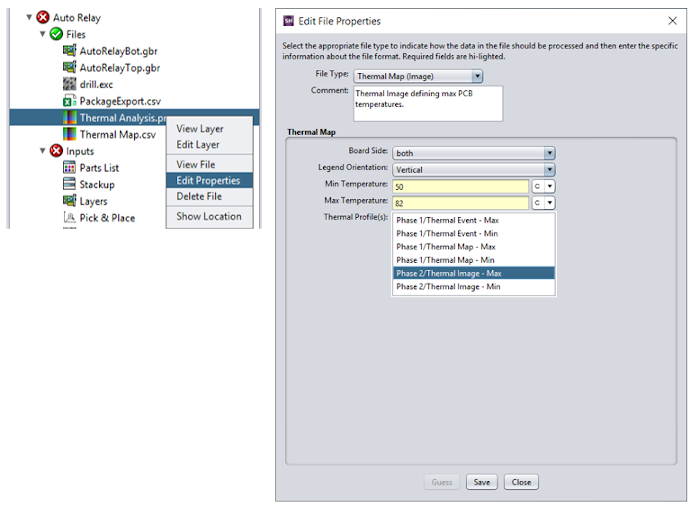 Auto Relay
Files
AutoRelayBot.gbr
AutoRelayTop.gbr
drill.exc
PackageExport.csv
Thermal Analysis.pn
Thermal Map.csv
Inputs
Parts List
Stackup
Layers
Pick & Place
View Layer
Edit Layer
View File
Edit Properties
Delete File
Show Location
SH Edit File Properties
Select the appropriate file type to indicate how the data in the file should be processed and then enter the specific
information about the file format. Required fields are hi-lighted.
File Type: Thermal Map (Image)
Comment: Thermal Image defining max PCB
temperatures.
Thermal Map
Board Side: both
Legend Orientation: Vertical
Min Temperature: 50 C
Max Temperature: 82 C
Thermal Profile(s): Phase 1/Thermal Event - Max
Phase 1/Thermal Event - Min
Phase 1/Thermal Map - Max
Phase 1/Thermal Map - Min
Phase 2/Thermal Image - Max
Phase 2/Thermal Image - Min
Guess Save Close